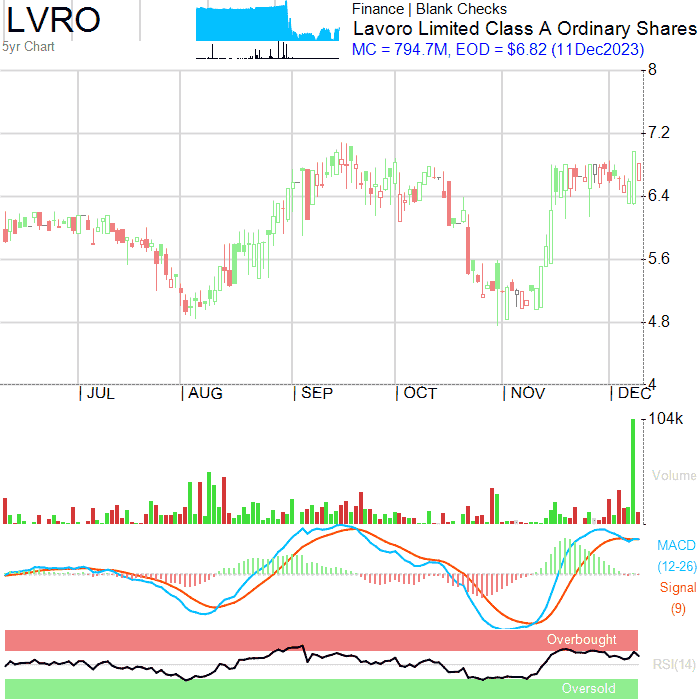 LVRO
5yr Chart
Finance | Blank Checks
Lavoro Limited Class A Ordinary Shares
MC = 794.7M, EOD = $6.82 (11Dec2023)
8
7.2
6.4
5.6
4.8
4
JUL AUG SEP OCT NOV DEC
104k
Volume
MACD
(12-26)
Signal
(9)
Overbought
RSI(14)
Oversold